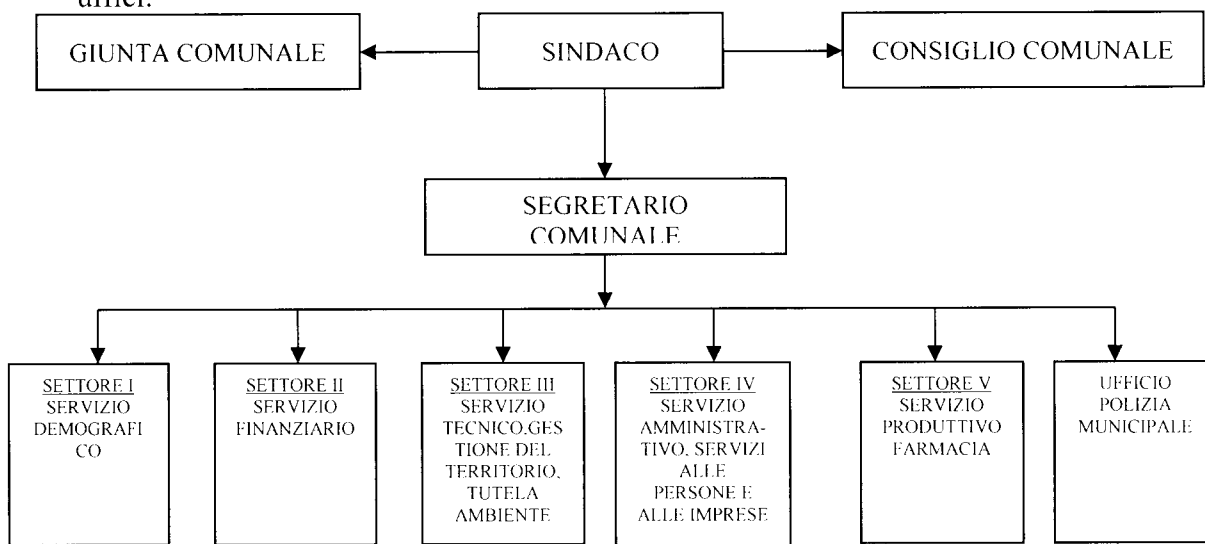 uffici.
GIUNTA COMUNALE
SINDACO
CONSIGLIO COMUNALE
SEGRETARIO
COMUNALE
SETTORE I
SERVIZIO
DEMOGRAFI
CO
SETTORE II
SERVIZIO
FINANZIARIO
SETTORE III
SERVIZIO
TECNICO,GES
TIONE DEL
TERRITORIO,
TUTELA
AMBIENTE
SETTORE IV
SERVIZIO
AMMINISTRA-
TIVO, SERVIZI
ALLE
PERSONE E
ALLE IMPRESE
SETTORE V
SERVIZIO
PRODUTTIVO
FARMACIA
UFFICIO
POLIZIA
MUNICIPALE